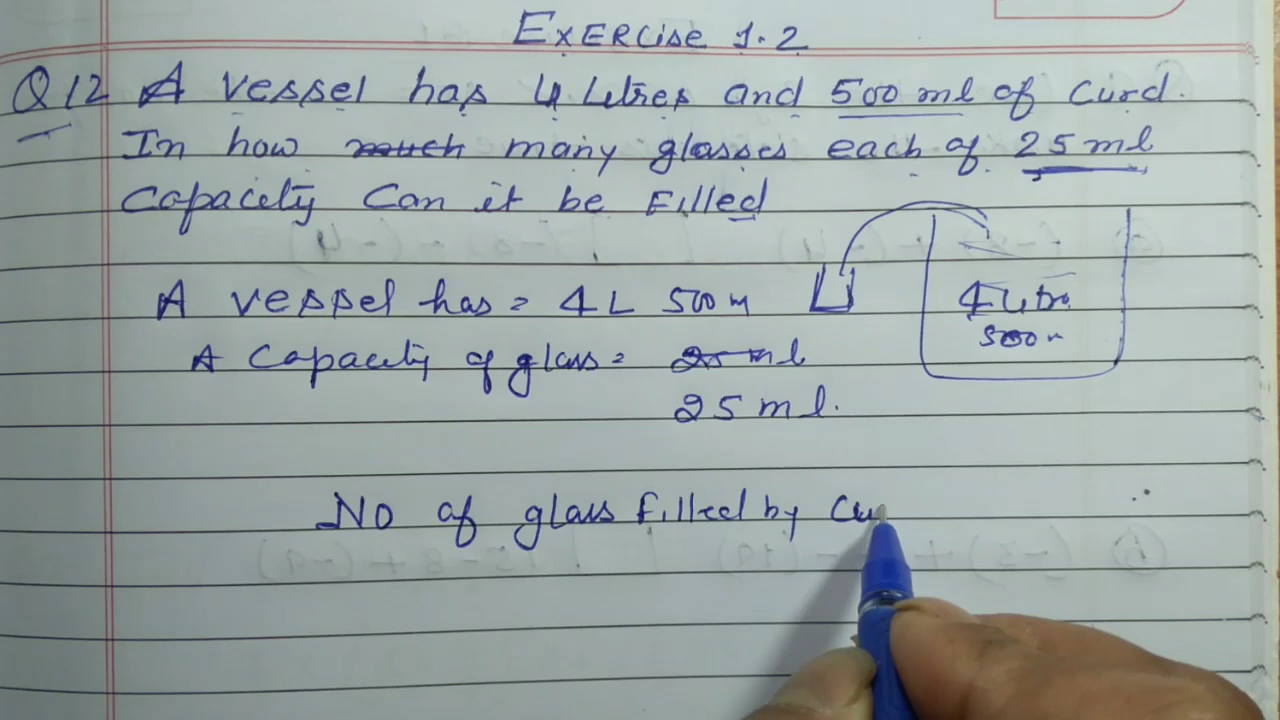 Exercise 1.2
Q12 A vessel has 4 Litres and 500 ml of curd.
In how much many glasses each of 25 ml
Capacity Can it be Filled
A vessel has = 4 L 500 m
4 Litre
500 m
A Capacity of glass = 25 ml
25 ml.
No of glass filled by Cu